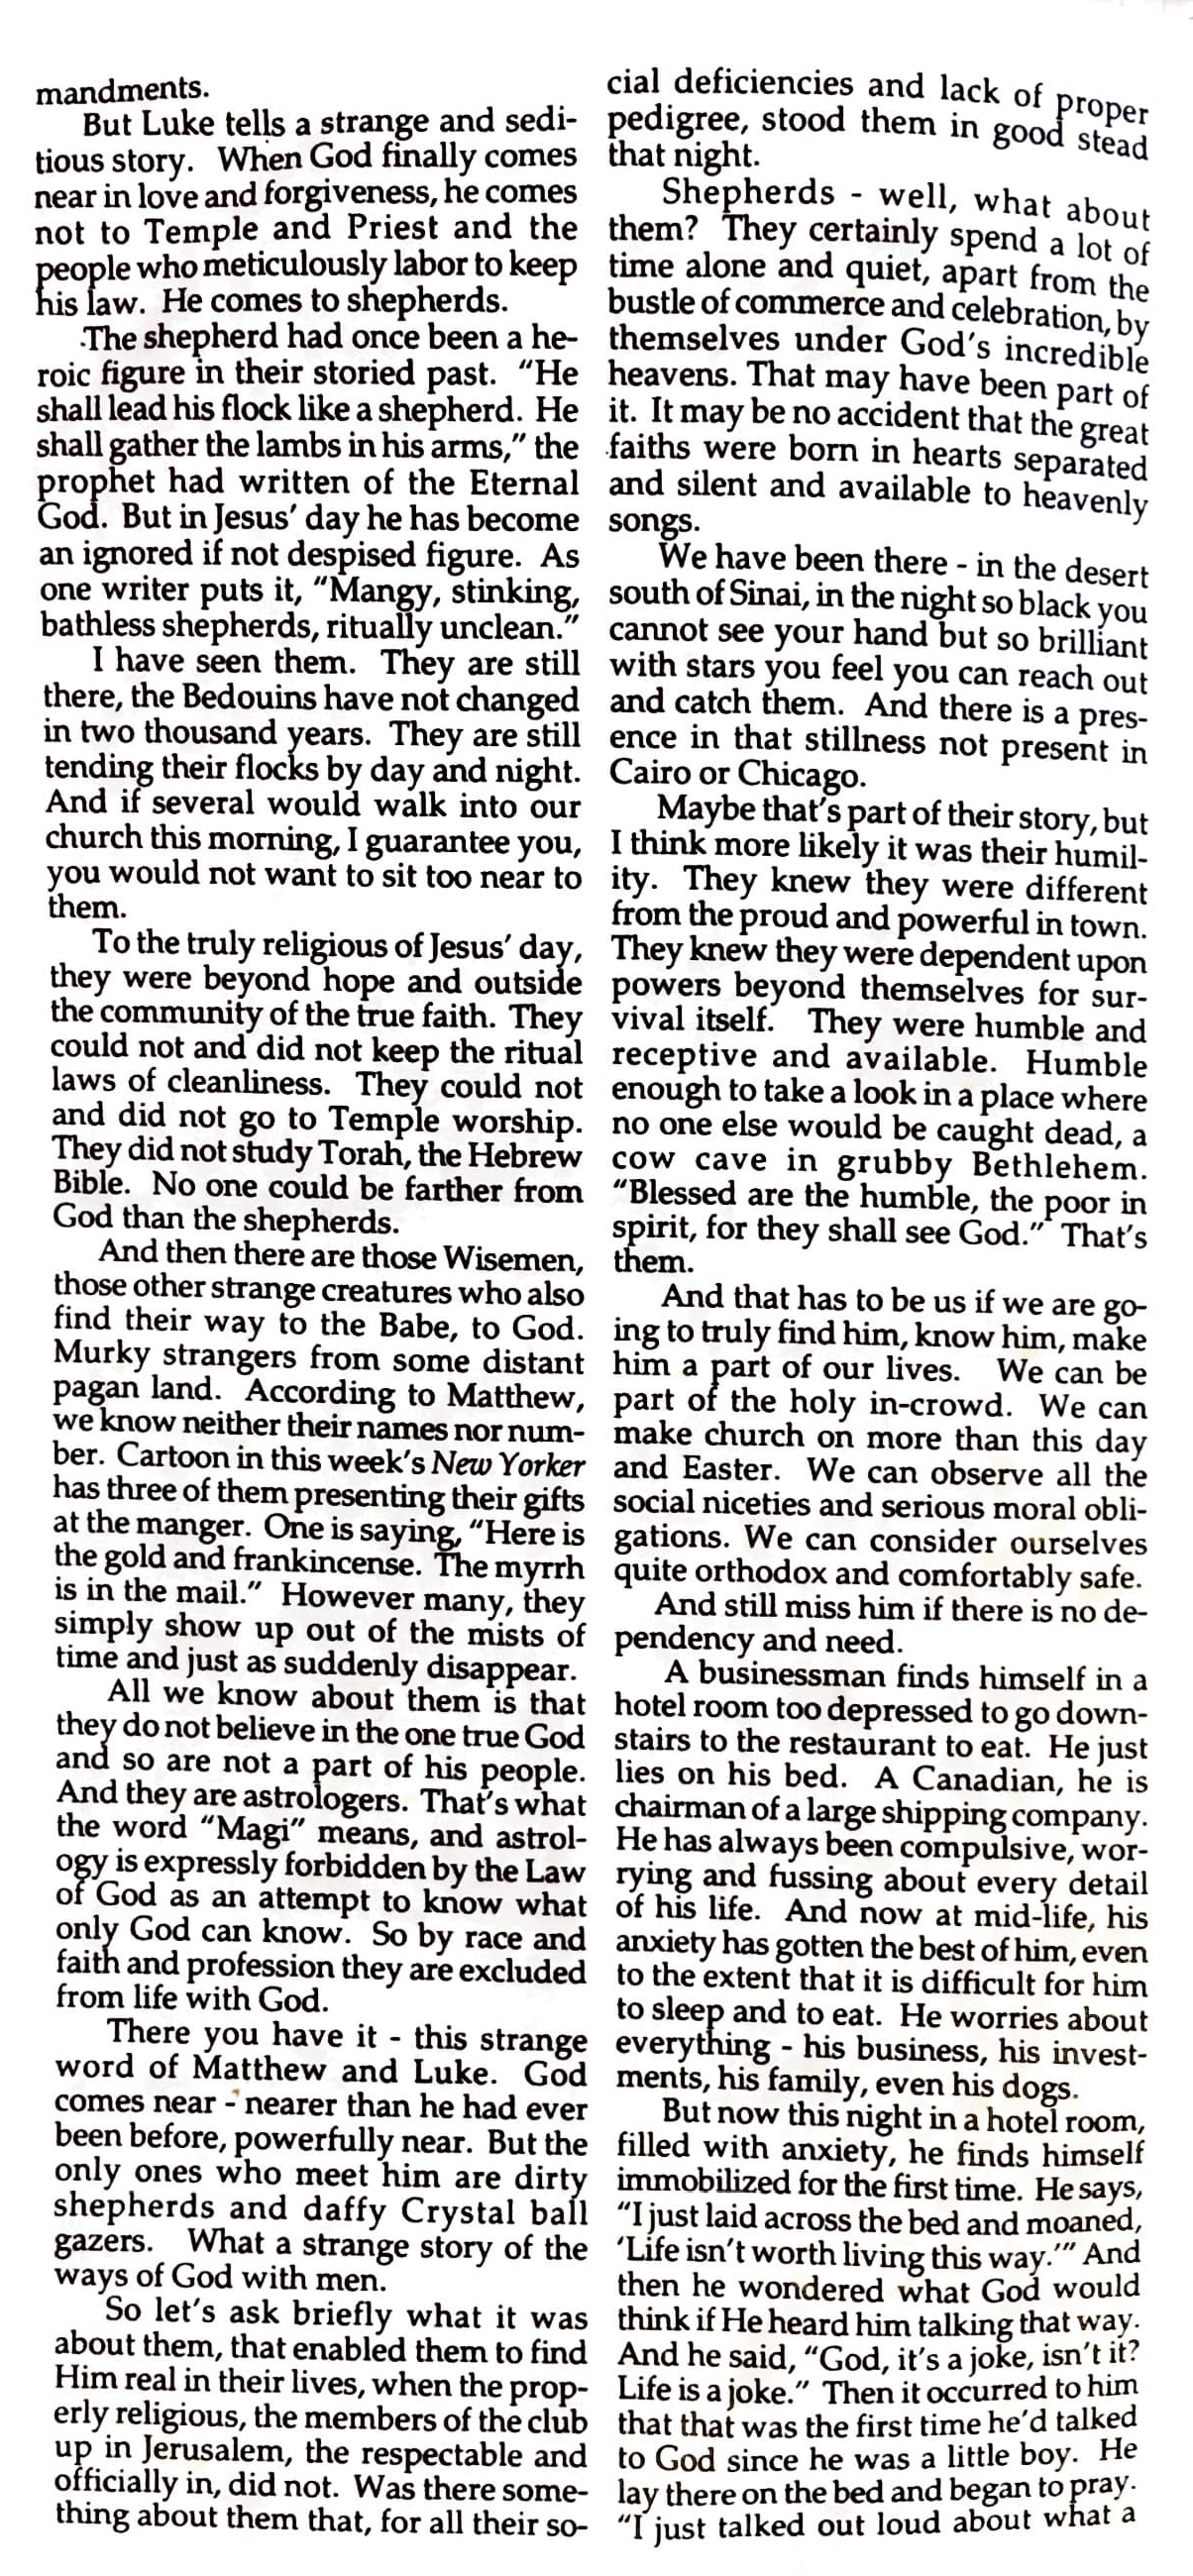 mandments.
But Luke tells a strange and sedi-
tious story. When God finally comes
near in love and forgiveness, he comes
not to Temple and Priest and the
people who meticulously labor to keep
his law. He comes to shepherds.
The shepherd had once been a he-
roic figure in their storied past. "He
shall lead his flock like a shepherd. He
shall gather the lambs in his arms," the
prophet had written of the Eternal
God. But in Jesus' day he has become
an ignored if not despised figure. As
one writer puts it, "Mangy, stinking,
bathless shepherds, ritually unclean."
I have seen them. They are still
there, the Bedouins have not changed
in two thousand years. They are still
tending their flocks by day and night.
And if several would walk into our
church this morning, I guarantee you,
you would not want to sit too near to
them.
To the truly religious of Jesus' day,
they were beyond hope and outside
the community of the true faith. They
could not and did not keep the ritual
laws of cleanliness. They could not
and did not go to Temple worship.
They did not study Torah, the Hebrew
Bible. No one could be farther from
God than the shepherds.
And then there are those Wisemen,
those other strange creatures who also
find their way to the Babe, to God.
Murky strangers from some distant
pagan land. According to Matthew,
we know neither their names nor num-
ber. Cartoon in this week's New Yorker
has three of them presenting their gifts
at the manger. One is saying, "Here is
the gold and frankincense. The myrrh
is in the mail." However many, they
simply show up out of the mists of
time and just as suddenly disappear.
All we know about them is that
they do not believe in the one true God
and so are not a part of his people.
And they are astrologers. That's what
the word "Magi" means, and astrol-
ogy is expressly forbidden by the Law
of God as an attempt to know what
only God can know. So by race and
faith and profession they are excluded
from life with God.
There you have it - this strange
word of Matthew and Luke. God
comes near - nearer than he had ever
been before, powerfully near. But the
only ones who meet him are dirty
shepherds and daffy Crystal ball
gazers. What a strange story of the
ways of God with men.
So let's ask briefly what it was
about them, that enabled them to find
Him real in their lives, when the prop-
erly religious, the members of the club
up in Jerusalem, the respectable and
officially in, did not. Was there some-
thing about them that, for all their so-
cial deficiencies and lack of proper
pedigree, stood them in good stead
that night.
Shepherds - well, what about
them? They certainly spend a lot of
time alone and quiet, apart from the
bustle of commerce and celebration, by
themselves under God's incredible
heavens. That may have been part of
it. It may be no accident that the great
faiths were born in hearts separated
and silent and available to heavenly
songs.
We have been there - in the desert
south of Sinai, in the night so black you
cannot see your hand but so brilliant
with stars you feel you can reach out
and catch them. And there is a pres-
ence in that stillness not present in
Cairo or Chicago.
Maybe that's part of their story, but
I think more likely it was their humil-
ity. They knew they were different
from the proud and powerful in town.
They knew they were dependent upon
powers beyond themselves for sur-
vival itself. They were humble and
receptive and available. Humble
enough to take a look in a place where
no one else would be caught dead, a
cow cave in grubby Bethlehem.
"Blessed are the humble, the poor in
spirit, for they shall see God." That's
them.
And that has to be us if we are go-
ing to truly find him, know him, make
him a part of our lives. We can be
part of the holy in-crowd. We can
make church on more than this day
and Easter. We can observe all the
social niceties and serious moral obli-
gations. We can consider ourselves
quite orthodox and comfortably safe.
And still miss him if there is no de-
pendency and need.
A businessman finds himself in a
hotel room too depressed to go down-
stairs to the restaurant to eat. He just
lies on his bed. A Canadian, he is
chairman of a large shipping company.
He has always been compulsive, wor-
rying and fussing about every detail
of his life. And now at mid-life, his
anxiety has gotten the best of him, even
to the extent that it is difficult for him
to sleep and to eat. He worries about
everything - his business, his invest-
ments, his family, even his dogs.
But now this night in a hotel room,
filled with anxiety, he finds himself
immobilized for the first time. He says,
"I just laid across the bed and moaned,
'Life isn't worth living this way.'" And
then he wondered what God would
think if He heard him talking that way.
And he said, "God, it's a joke, isn't it?
Life is a joke." Then it occurred to him
that that was the first time he'd talked
to God since he was a little boy. He
lay there on the bed and began to pray.
"I just talked out loud about what a